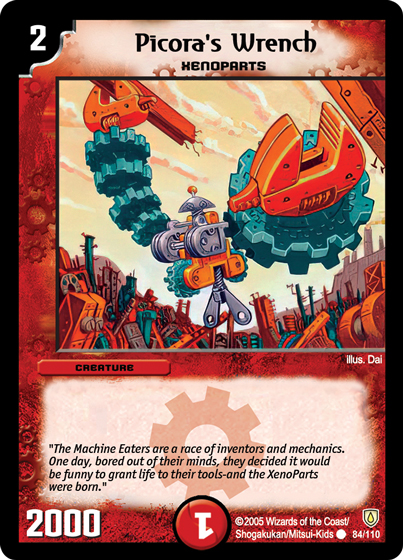 2
Picora's Wrench
XENOPARTS
illus. Dai
CREATURE
"The Machine Eaters are a race of inventors and mechanics.
One day, bored out of their minds, they decided it would
be funny to grant life to their tools-and the XenoParts
were born."
2000
1
©2005 Wizards of the Coast/
Shogakukan/Mitsui-Kids ● 84/110